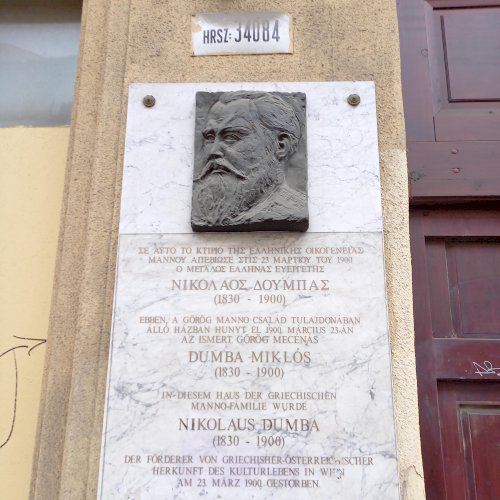 HRSZ: 34084
ΣΕ ΑΥΤΟ ΤΟ ΚΤΙΡΙΟ ΤΗΣ ΕΛΛΗΝΙΚΗΣ ΟΙΚΟΓΕΝΕΙΑΣ
ΜΑΝΝΟΥ ΑΠΕΒΙΩΣΕ ΣΤΙΣ 23 ΜΑΡΤΙΟΥ ΤΟΥ 1900
Ο ΜΕΓΑΛΟΣ ΕΛΛΗΝΑΣ ΕΥΕΡΓΕΤΗΣ
ΝΙΚΟΛΑΟΣ ΔΟΥΜΠΑΣ
(1830 - 1900)
EBBEN, A GÖRÖG MANNO CSALÁD TULAJDONÁBAN
ÁLLÓ HÁZBAN HUNYT EL 1900. MÁRCIUS 23-ÁN
AZ ISMERT GÖRÖG MECÉNÁS
DUMBA MIKLÓS
(1830 - 1900)
IN DIESEM HAUS DER GRIECHISCHEN
MANNO-FAMILIE WURDE
NIKOLAUS DUMBA
(1830 - 1900)
DER FÖRDERER VON GRIECHISHER-ÖSTERREICHISCHER
HERKUNFT DES KULTURLEBENS IN WIEN
AM 23. MÄRZ 1900. GESTORBEN.